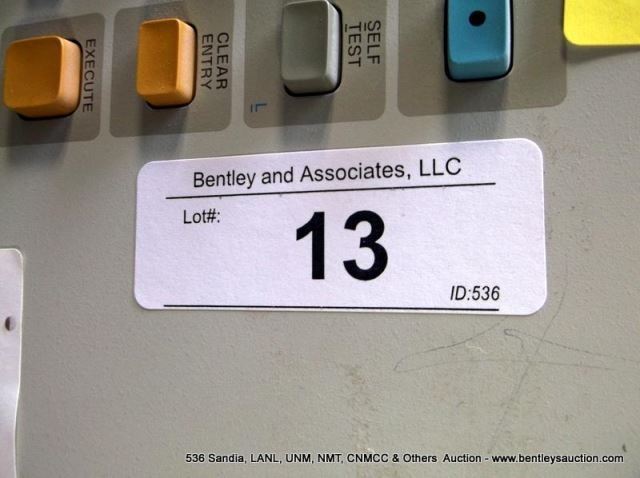 EXECUTE
CLEAR
ENTRY
SELF
TEST
L
Bentley and Associates, LLC
Lot#:
13
ID:536
536 Sandia, LANL, UNM, NMT, CNMCC & Others Auction - www.bentleysauction.com